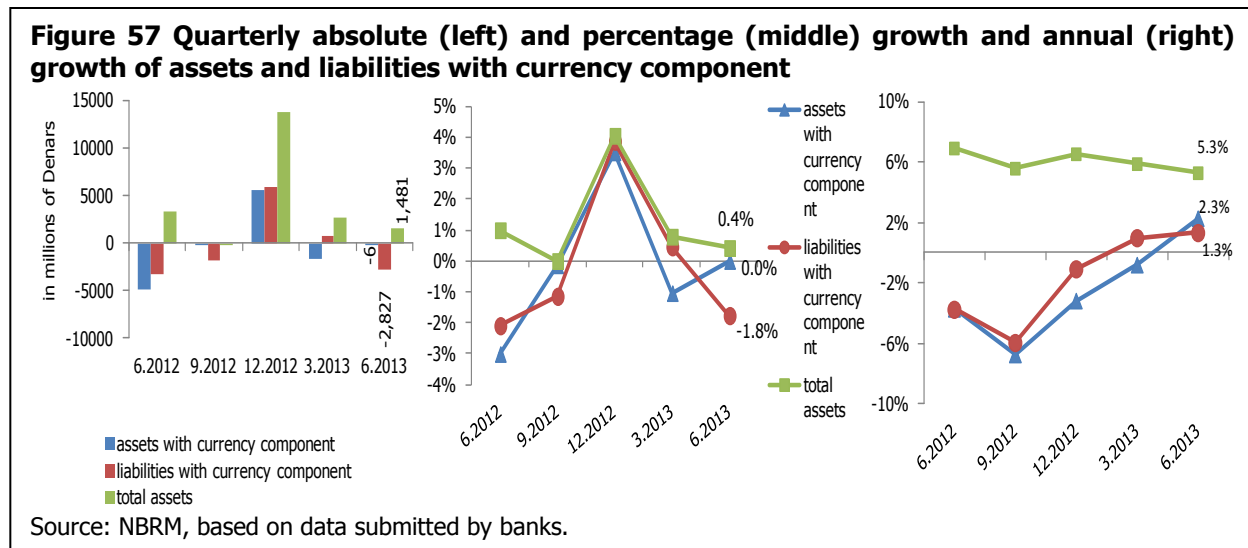 Figure 57 Quarterly absolute (left) and percentage (middle) growth and annual (right)
growth of assets and liabilities with currency component
in millions of Denars
15000
10000
5000
0
-5000
-10000
6.2012 9.2012 12.2012 3.2013 6.2013
-6
-2,827
1,481
assets with currency component
liabilities with currency component
total assets
5%
4%
3%
2%
1%
0%
-1%
-2%
-3%
-4%
0.4%
0.0%
-1.8%
6.2012
9.2012
12.2012
3.2013
6.2013
assets
with
currency
compone
nt
liabilities
with
currency
compone
nt
total
assets
10%
6%
2%
-2%
-6%
-10%
5.3%
2.3%
1.3%
6.2012
9.2012
12.2012
3.2013
6.2013
Source: NBRM, based on data submitted by banks.